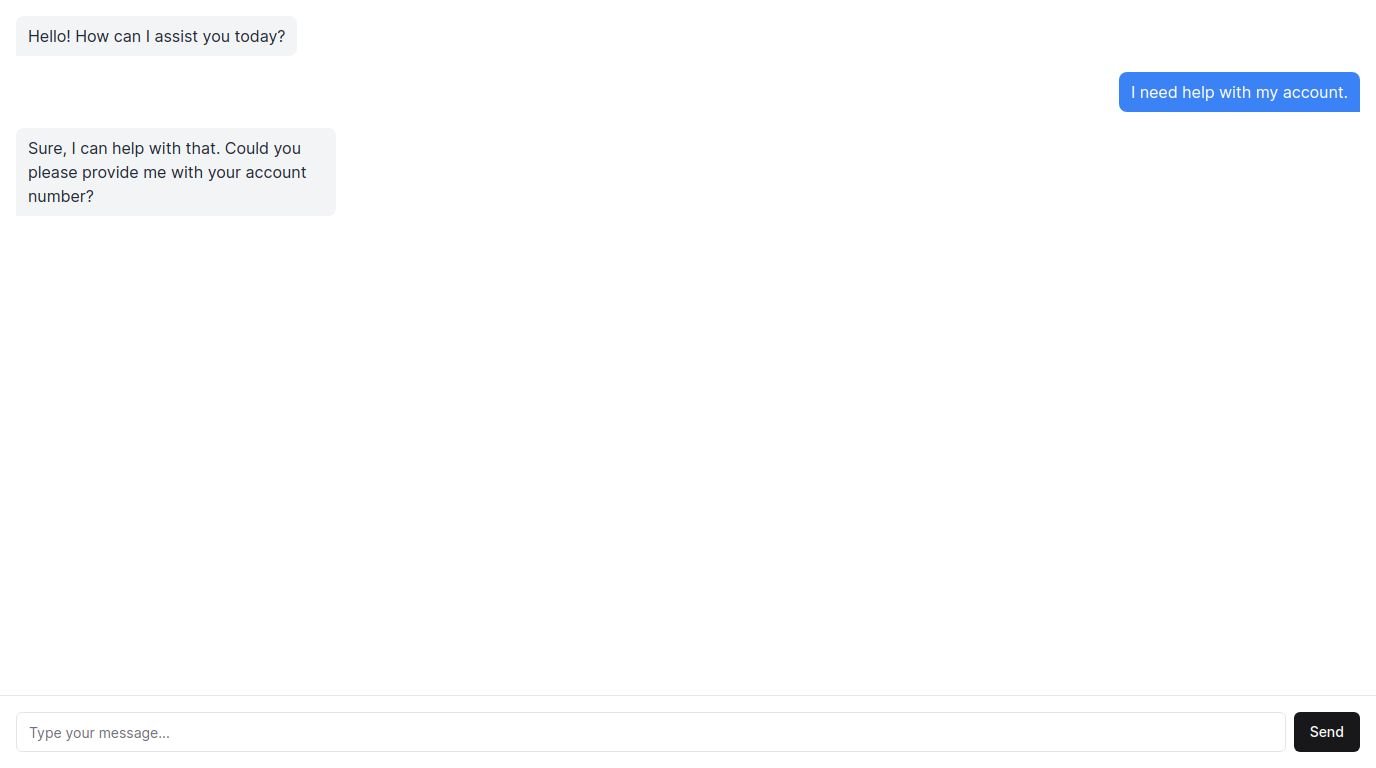 Hello! How can I assist you today?
I need help with my account.
Sure, I can help with that. Could you
please provide me with your account
number?
Type your message...
Send